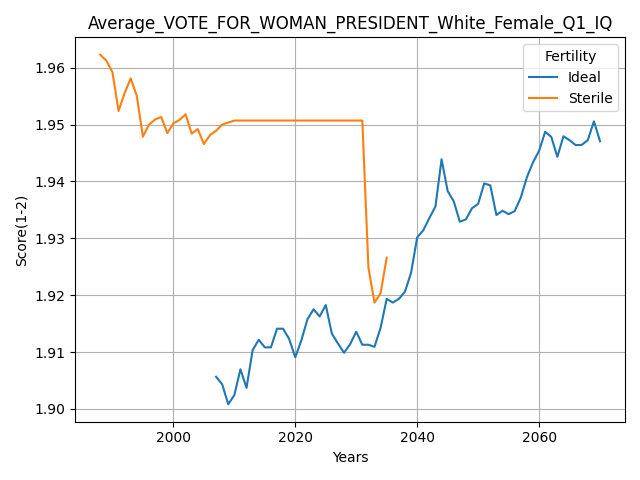 Average_VOTE_FOR_WOMAN_PRESIDENT_White_Female_Q1_IQ
Fertility
Ideal
Sterile
Score(1-2)
1.96
1.95
1.94
1.93
1.92
1.91
1.90
2000
2020
2040
2060
Years